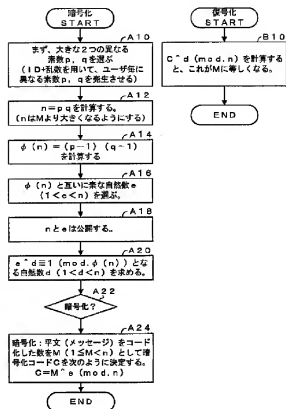 暗号化
START
A10
まず、大きな2つの異なる
素数p、qを選ぶ
(ID+乱数を用いて、ユーザ毎に
異なる素数p、qを発生させる)
A12
n=pqを計算する。
(nはMより大きくなるようにする)
A14
φ(n)=(p-1)(q-1)
を計算する
A16
φ(n)と互いに素な自然数e
(1<e<n)を選ぶ。
A18
nとeは公開する。
A20
e^d≡1(mod.φ(n))とな
る自然数d(1<d<n)を求める。
A22
暗号化?
A24
暗号化:平文(メッセージ)をコード
化した数をM(1≦M<n)として暗
号化コードCを次のように決定する。
C=M^e(mod.n)
END
復号化
START
B10
C^d(mod.n)を計算する
と、これがMに等しくなる。
END